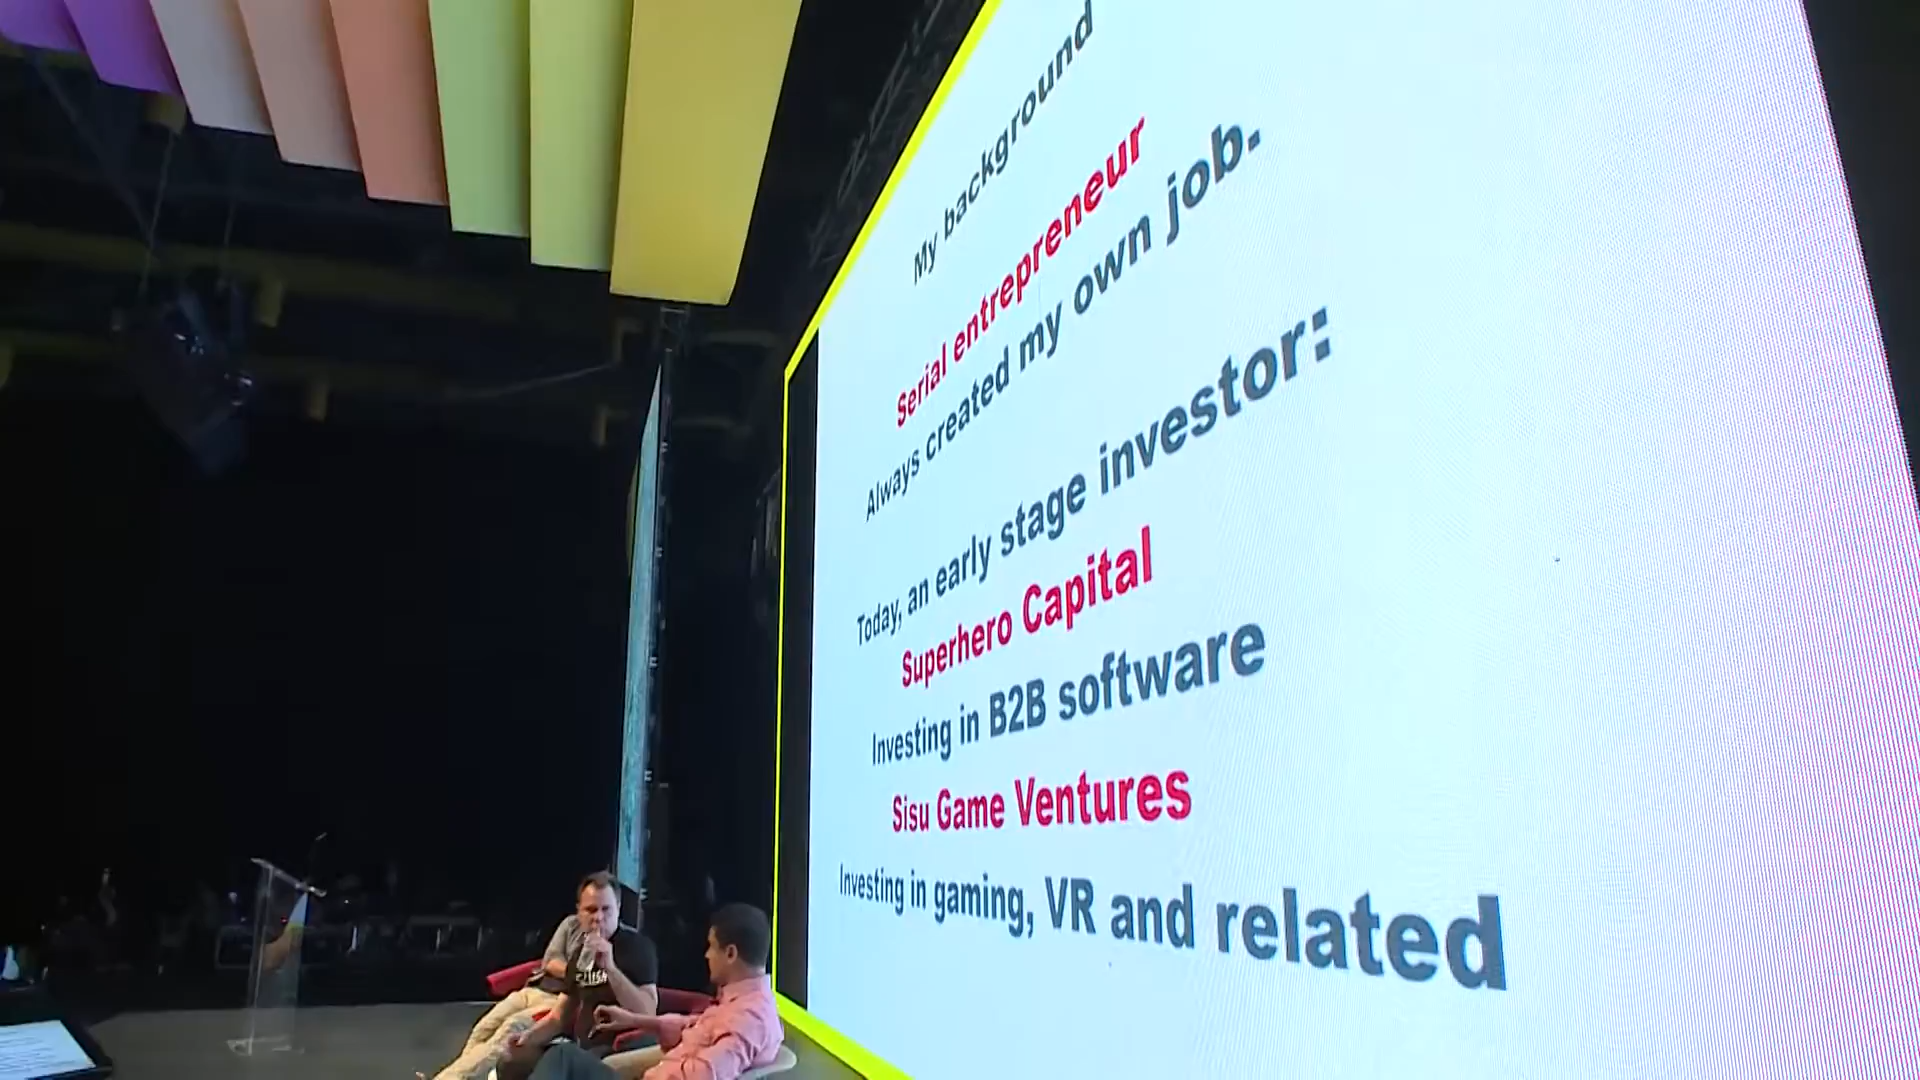 My background
Serial entrepreneur
Always created my own job.
Today, an early stage investor:
Superhero Capital
Investing in B2B software
Sisu Game Ventures
Investing in gaming, VR and related